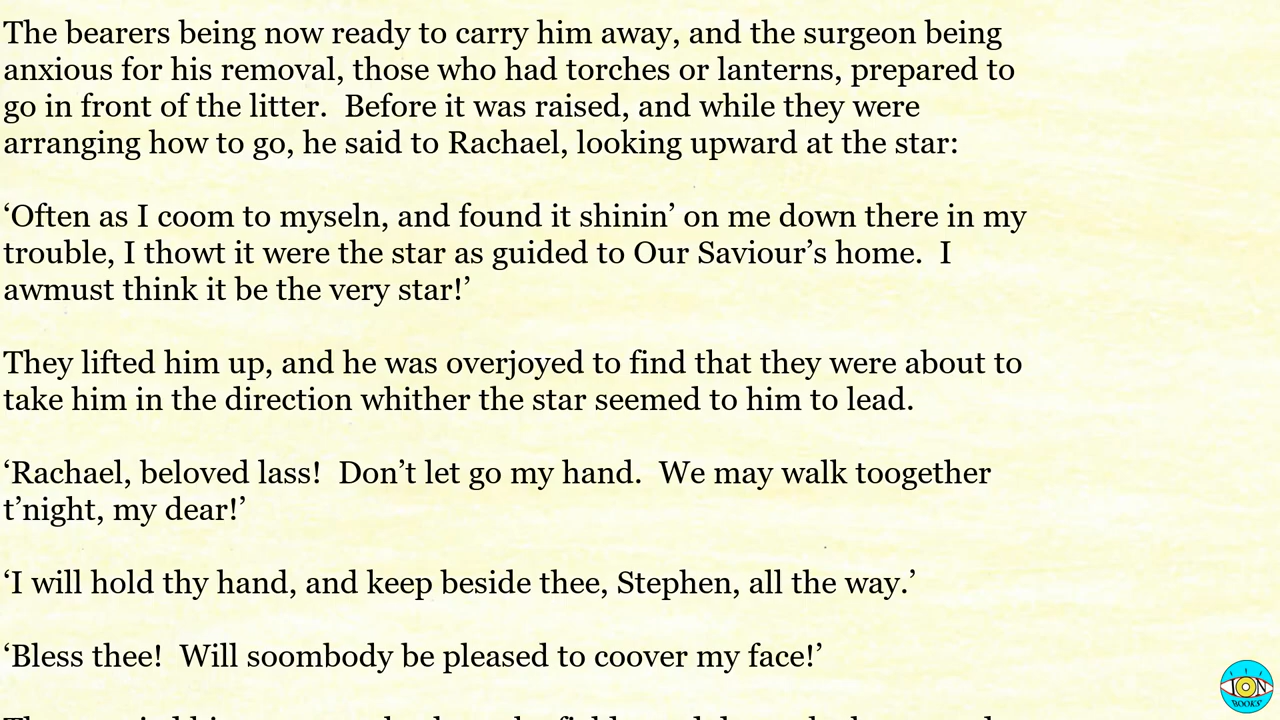 The bearers being now ready to carry him away, and the surgeon being
anxious for his removal, those who had torches or lanterns, prepared to
go in front of the litter.  Before it was raised, and while they were
arranging how to go, he said to Rachael, looking upward at the star:
‘Often as I coom to myseln, and found it shinin’ on me down there in my
trouble, I thowt it were the star as guided to Our Saviour’s home.  I
awmust think it be the very star!’
They lifted him up, and he was overjoyed to find that they were about to
take him in the direction whither the star seemed to him to lead.
‘Rachael, beloved lass!  Don’t let go my hand.  We may walk toogether
t’night, my dear!’
‘I will hold thy hand, and keep beside thee, Stephen, all the way.’
‘Bless thee!  Will soombody be pleased to coover my face!’
ION
BOOKS